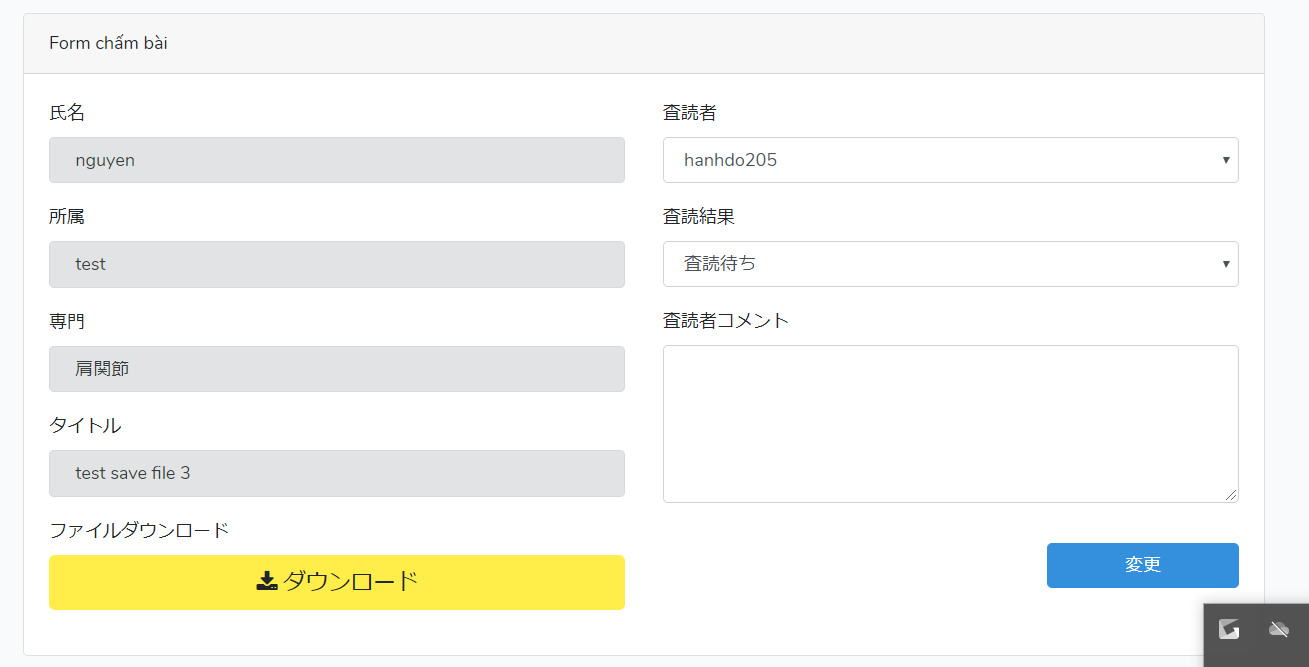 Form chấm bài
氏名
nguyen
所属
test
専門
肩関節
タイトル
test save file 3
ファイルダウンロード
ダウンロード
査読者
hanhdo205
査読結果
査読待ち
査読者コメント
変更